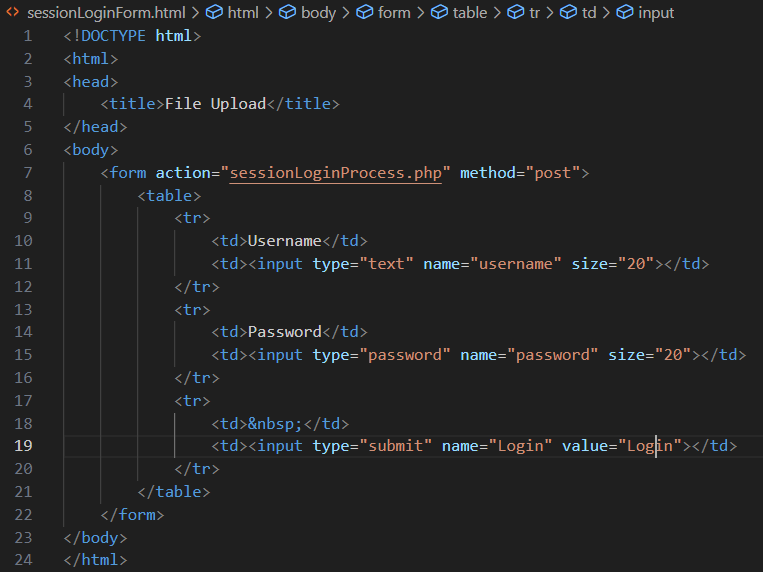 sessionLoginForm.html > html > body > form > table > tr > td > input
1 <!DOCTYPE html>
2 <html>
3 <head>
4     <title>File Upload</title>
5 </head>
6 <body>
7     <form action="sessionLoginProcess.php" method="post">
8         <table>
9             <tr>
10                 <td>Username</td>
11                 <td><input type="text" name="username" size="20"></td>
12             </tr>
13             <tr>
14                 <td>Password</td>
15                 <td><input type="password" name="password" size="20"></td>
16             </tr>
17             <tr>
18                 <td>&nbsp;</td>
19                 <td><input type="submit" name="Login" value="Login"></td>
20             </tr>
21         </table>
22     </form>
23 </body>
24 </html>